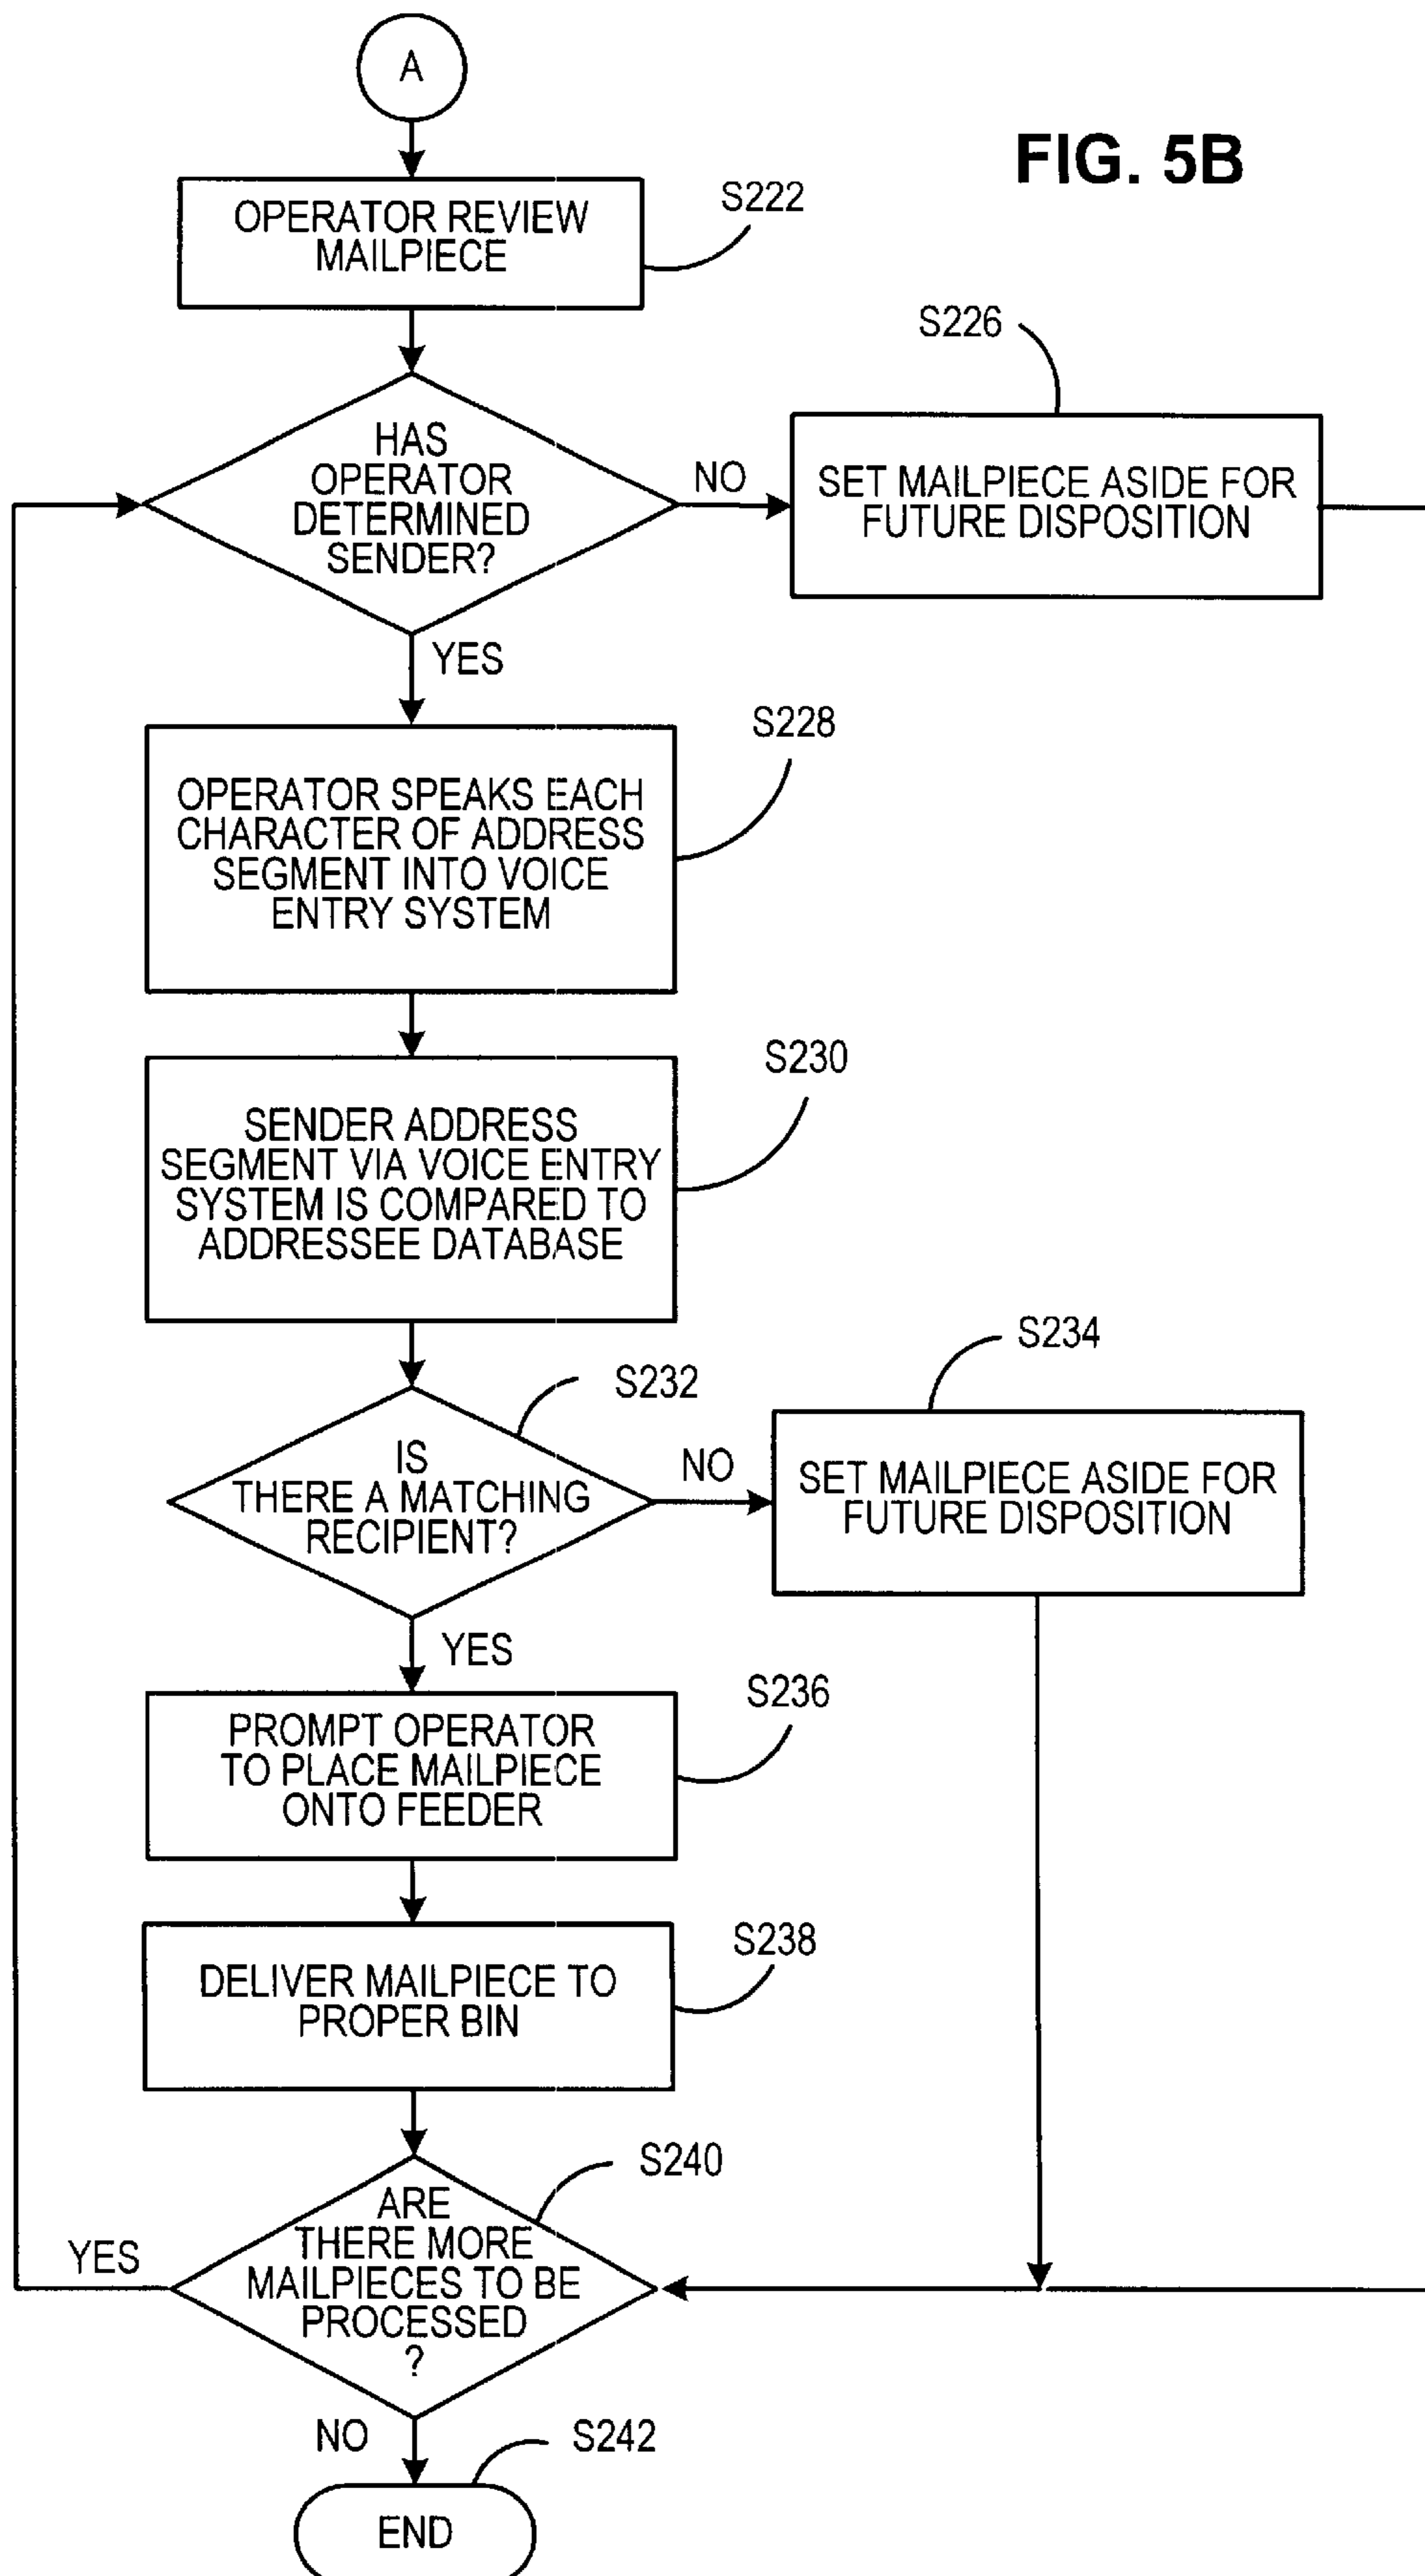 A
FIG. 5B
S222
OPERATOR REVIEW
MAILPIECE
S226
HAS
OPERATOR
DETERMINED
SENDER?
NO
SET MAILPIECE ASIDE FOR
FUTURE DISPOSITION
YES
S228
OPERATOR SPEAKS EACH
CHARACTER OF ADDRESS
SEGMENT INTO VOICE
ENTRY SYSTEM
S230
SENDER ADDRESS
SEGMENT VIA VOICE ENTRY
SYSTEM IS COMPARED TO
ADDRESSEE DATABASE
S234
S232
IS
THERE A MATCHING
RECIPIENT?
NO
SET MAILPIECE ASIDE FOR
FUTURE DISPOSITION
YES
S236
PROMPT OPERATOR
TO PLACE MAILPIECE
ONTO FEEDER
S238
DELIVER MAILPIECE TO
PROPER BIN
S240
ARE
THERE MORE
MAILPIECES TO BE
PROCESSED
?
YES
NO
S242
END